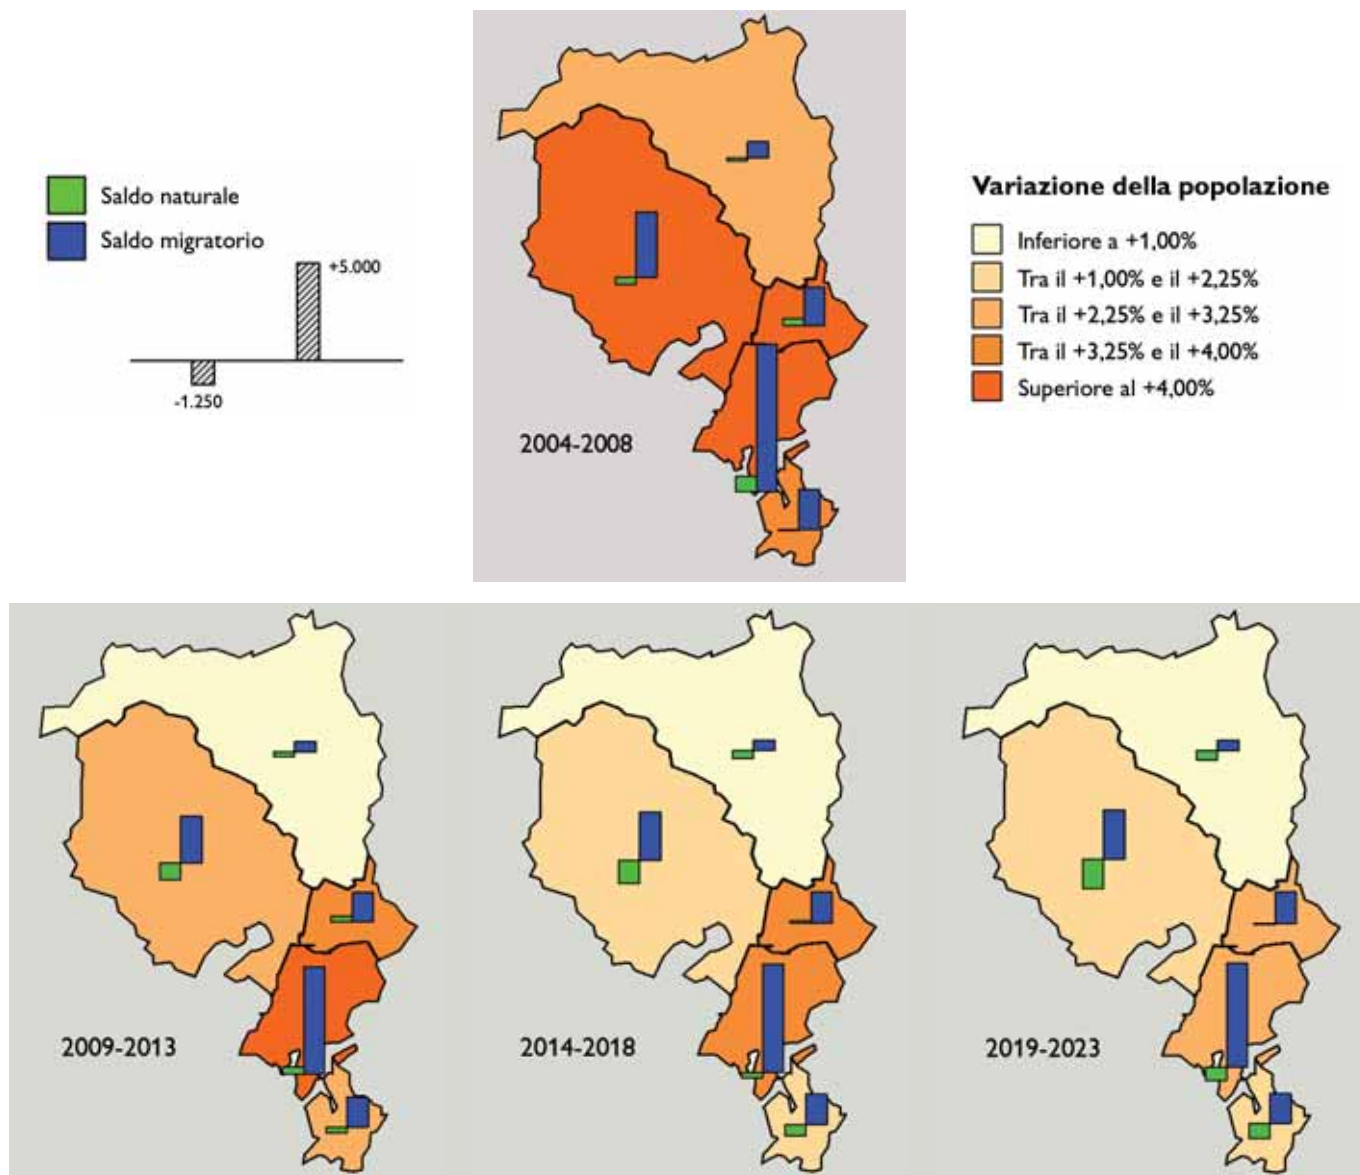 Saldo naturale
Saldo migratorio
+5.000
-1.250
2004-2008
Variazione della popolazione
Inferiore a +1,00%
Tra il +1,00% e il +2,25%
Tra il +2,25% e il +3,25%
Tra il +3,25% e il +4,00%
Superiore al +4,00%
2009-2013
2014-2018
2019-2023